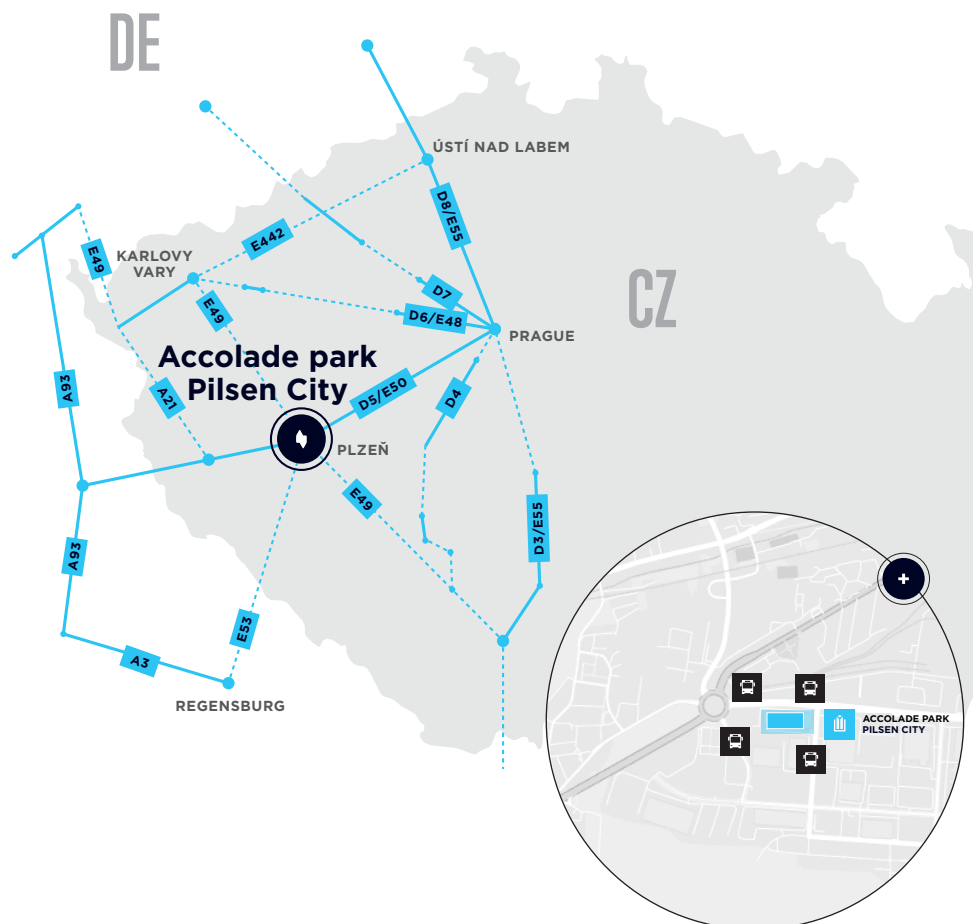 DE
ÚSTÍ NAD LABEM
D8/E55
E442
E49
KARLOVY
VARY
CZ
E49
D7
D6/E48
PRAGUE
Accolade park
Pilsen City
A93
A21
D5/E50
D4
PLZEŇ
E49
D3/E55
A93
E53
A3
REGENSBURG
ACCOLADE PARK
PILSEN CITY